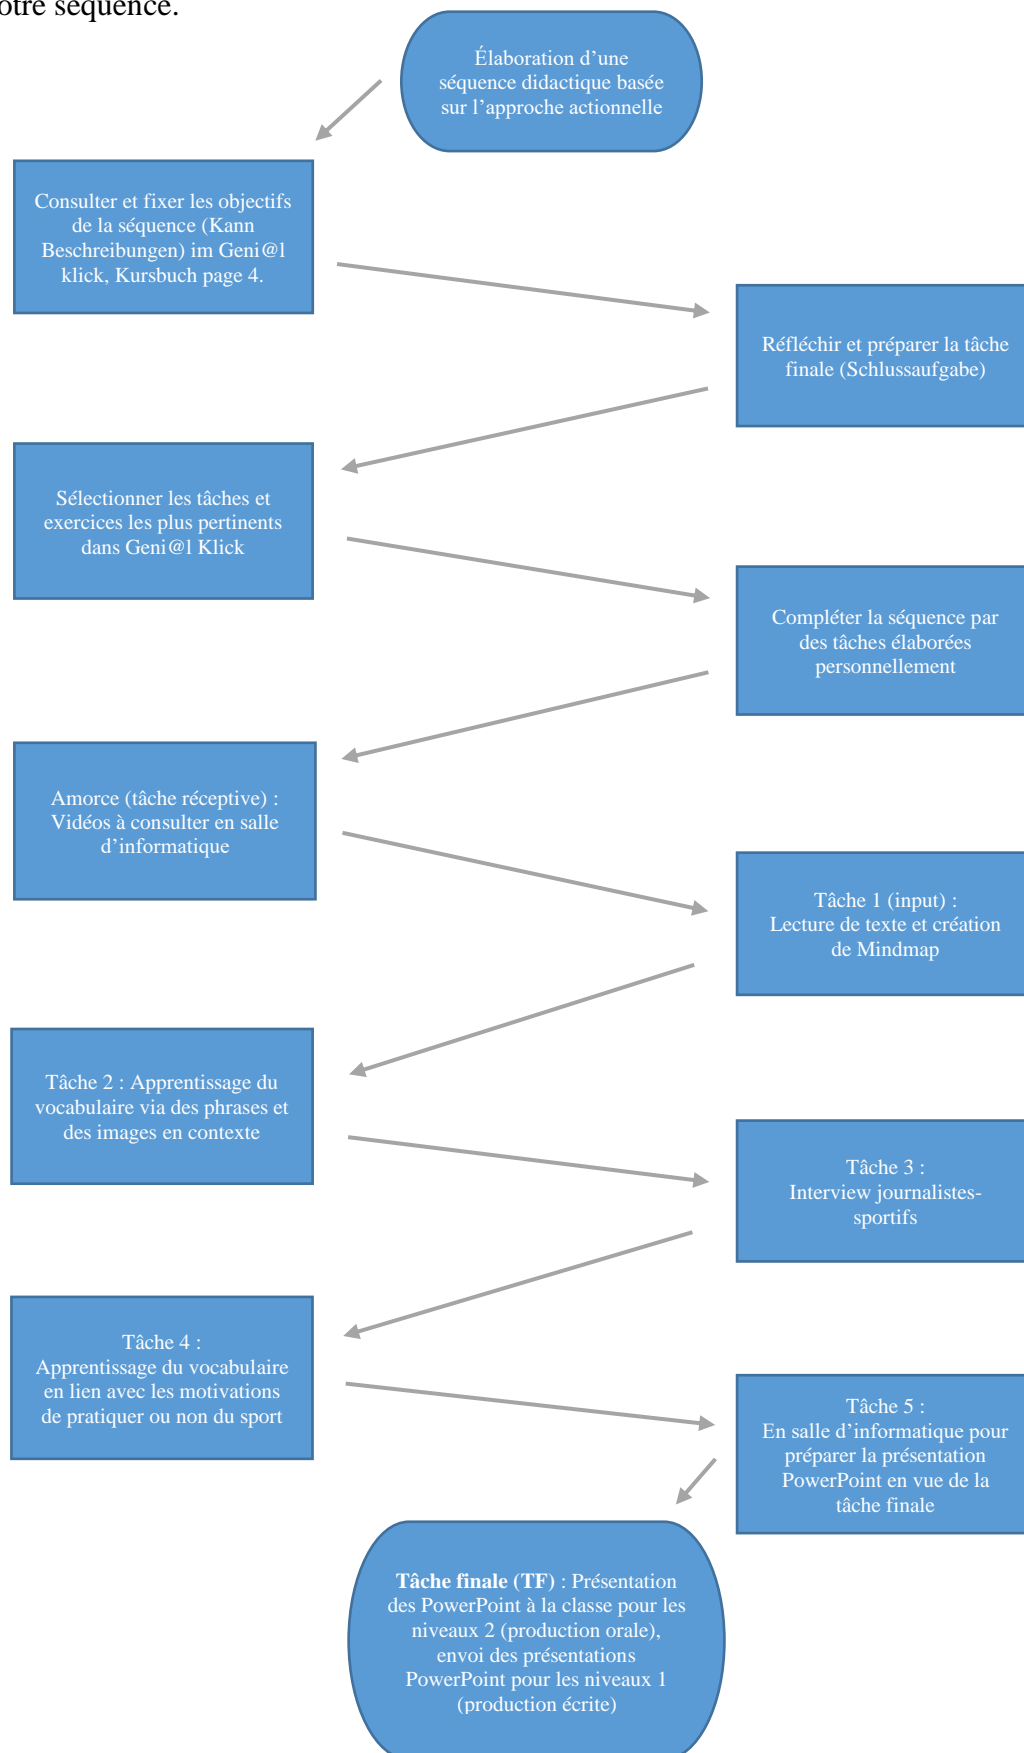 otre séquence.
Élaboration d’une
séquence didactique basée
sur l’approche actionnelle
Consulter et fixer les objectifs
de la séquence (Kann
Beschreibungen) im Geni@l
klick, Kursbuch page 4.
Réfléchir et préparer la tâche
finale (Schlussaufgabe)
Sélectionner les tâches et
exercices les plus pertinents
dans Geni@l Klick
Compléter la séquence par
des tâches élaborées
personnellement
Amorce (tâche réceptive) :
Vidéos à consulter en salle
d’informatique
Tâche 1 (input) :
Lecture de texte et création
de Mindmap
Tâche 2 : Apprentissage du
vocabulaire via des phrases et
des images en contexte
Tâche 3 :
Interview journalistes-
sportifs
Tâche 4 :
Apprentissage du vocabulaire
en lien avec les motivations
de pratiquer ou non du sport
Tâche 5 :
En salle d’informatique pour
préparer la présentation
PowerPoint en vue de la
tâche finale
Tâche finale (TF) : Présentation
des PowerPoint à la classe pour les
niveaux 2 (production orale),
envoi des présentations
PowerPoint pour les niveaux 1
(production écrite)